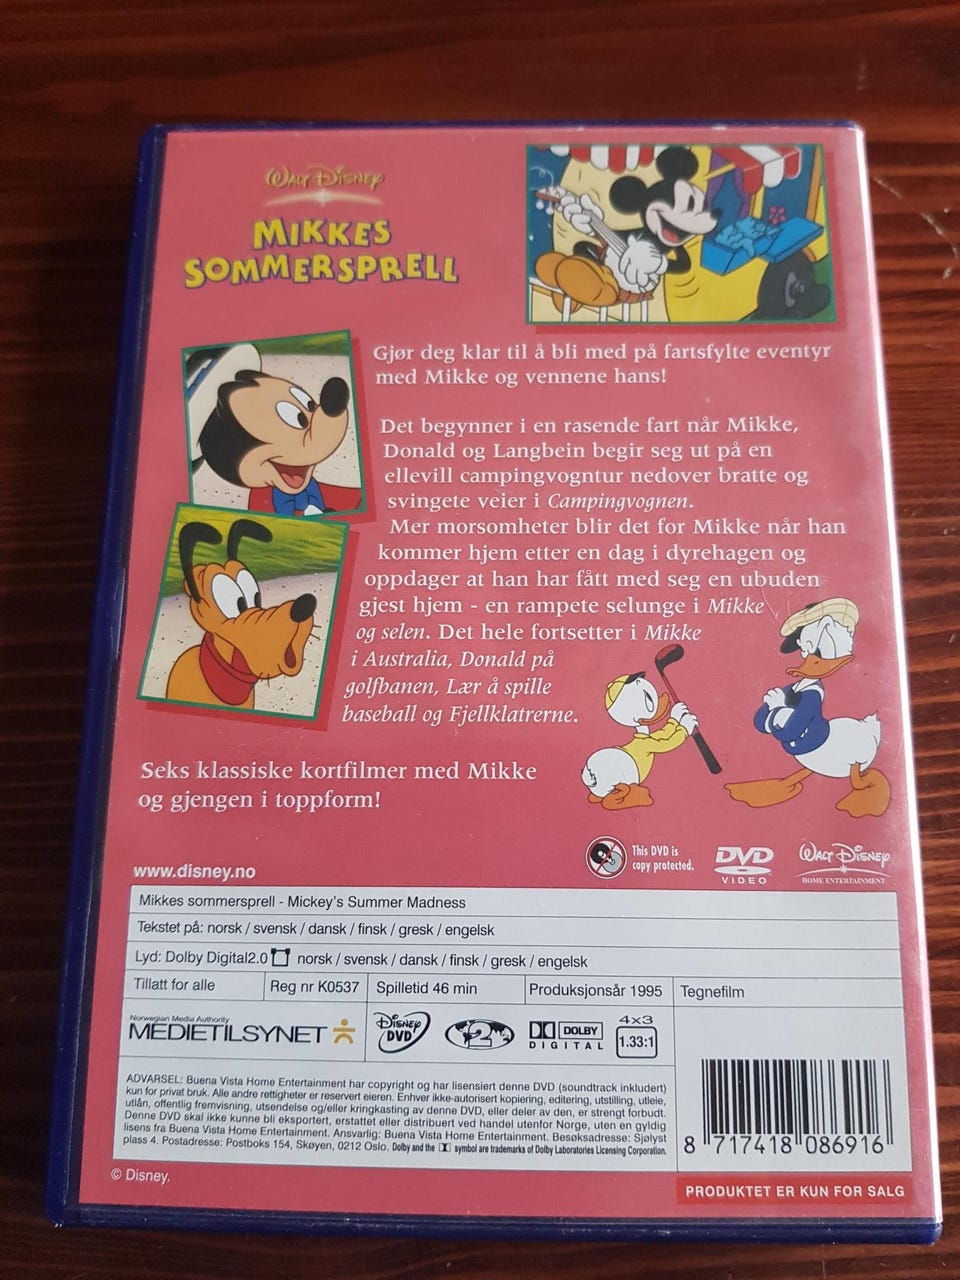 WALT DISNEY
MIKKES
SOMMERSPRELL
Gjør deg klar til å bli med på fartsfylte eventyr
med Mikke og vennene hans!
Det begynner i en rasende fart når Mikke,
Donald og Langbein begir seg ut på en
ellevill campingvogntur nedover bratte og
svingete veier i Campingvognen.
Mer morsomheter blir det for Mikke når han
kommer hjem etter en dag i dyrehagen og
oppdager at han har fått med seg en ubuden
gjest hjem - en rampete selunge i Mikke
og selen. Det hele fortsetter i Mikke
i Australia, Donald på
golfbanen, Lær å spille
baseball og Fjellklatrerne.
Seks klassiske kortfilmer med Mikke
og gjengen i toppform!
This DVD is
copy protected.
DVD
VIDEO
WALT DISNEY
HOME ENTERTAINMENT
www.disney.no
Mikkes sommersprell - Mickey's Summer Madness
Tekstet på: norsk / svensk / dansk / finsk / gresk / engelsk
Lyd: Dolby Digital2.0 norsk / svensk / dansk / finsk / gresk / engelsk
Tillatt for alle
Reg nr K0537
Spilletid 46 min
Produksjonsår 1995
Tegnefilm
Norwegian Media Authority
MEDIETILSYNET
DISNEY
DVD
2
DOLBY
DIGITAL
4x3
1.33:1
ADVARSEL: Buena Vista Home Entertainment har copyright og har lisensiert denne DVD (soundtrack inkludert)
kun for privat bruk. Alle andre rettigheter er reservert eieren. Enhver ikke-autorisert kopiering, editering, utstilling, utleie,
utlån, offentlig fremvisning, utsendelse og/eller kringkasting av denne DVD, eller deler av den, er strengt forbudt.
Denne DVD skal ikke kunne bli eksportert, erstattet eller distribuert ved handel utenfor Norge, uten en gyldig
lisens fra Buena Vista Home Entertainment. Ansvarlig: Buena Vista Home Entertainment. Besøksadresse: Sjølyst
plass 4. Postadresse: Postboks 154, Skøyen, 0212 Oslo. Dolby and the symbol are trademarks of Dolby Laboratories Licensing Corporation.
8 717418 086916
© Disney.
PRODUKTET ER KUN FOR SALG